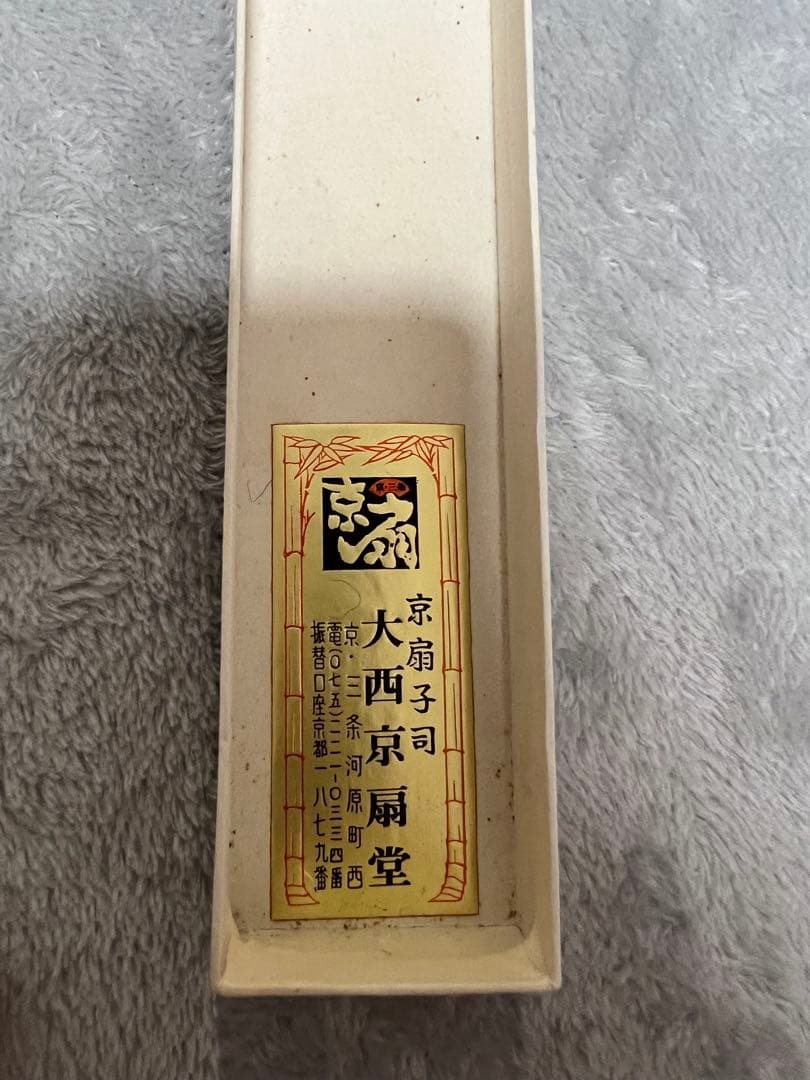 京扇
京扇子司
大西京扇堂
京・三条河原町西
電(〇七五)二二一-〇三三四番
振替口座京都一八七九番